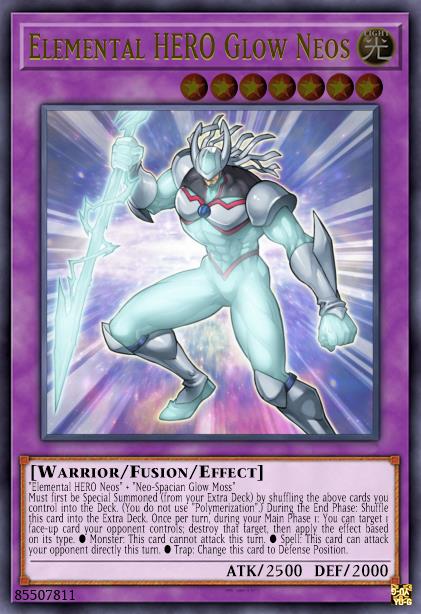 Elemental HERO Glow Neos
LIGHT
光
[Warrior/Fusion/Effect]
"Elemental HERO Neos" + "Neo-Spacian Glow Moss"
Must first be Special Summoned (from your Extra Deck) by shuffling the above cards you
control into the Deck. (You do not use "Polymerization".) During the End Phase: Shuffle
this card into the Extra Deck. Once per turn, during your Main Phase 1: You can target 1
face-up card your opponent controls; destroy that target, then apply the effect based
on its type. ● Monster: This card cannot attack this turn. ● Spell: This card can attack
your opponent directly this turn. ● Trap: Change this card to Defense Position.
ATK/2500 DEF/2000
85507811